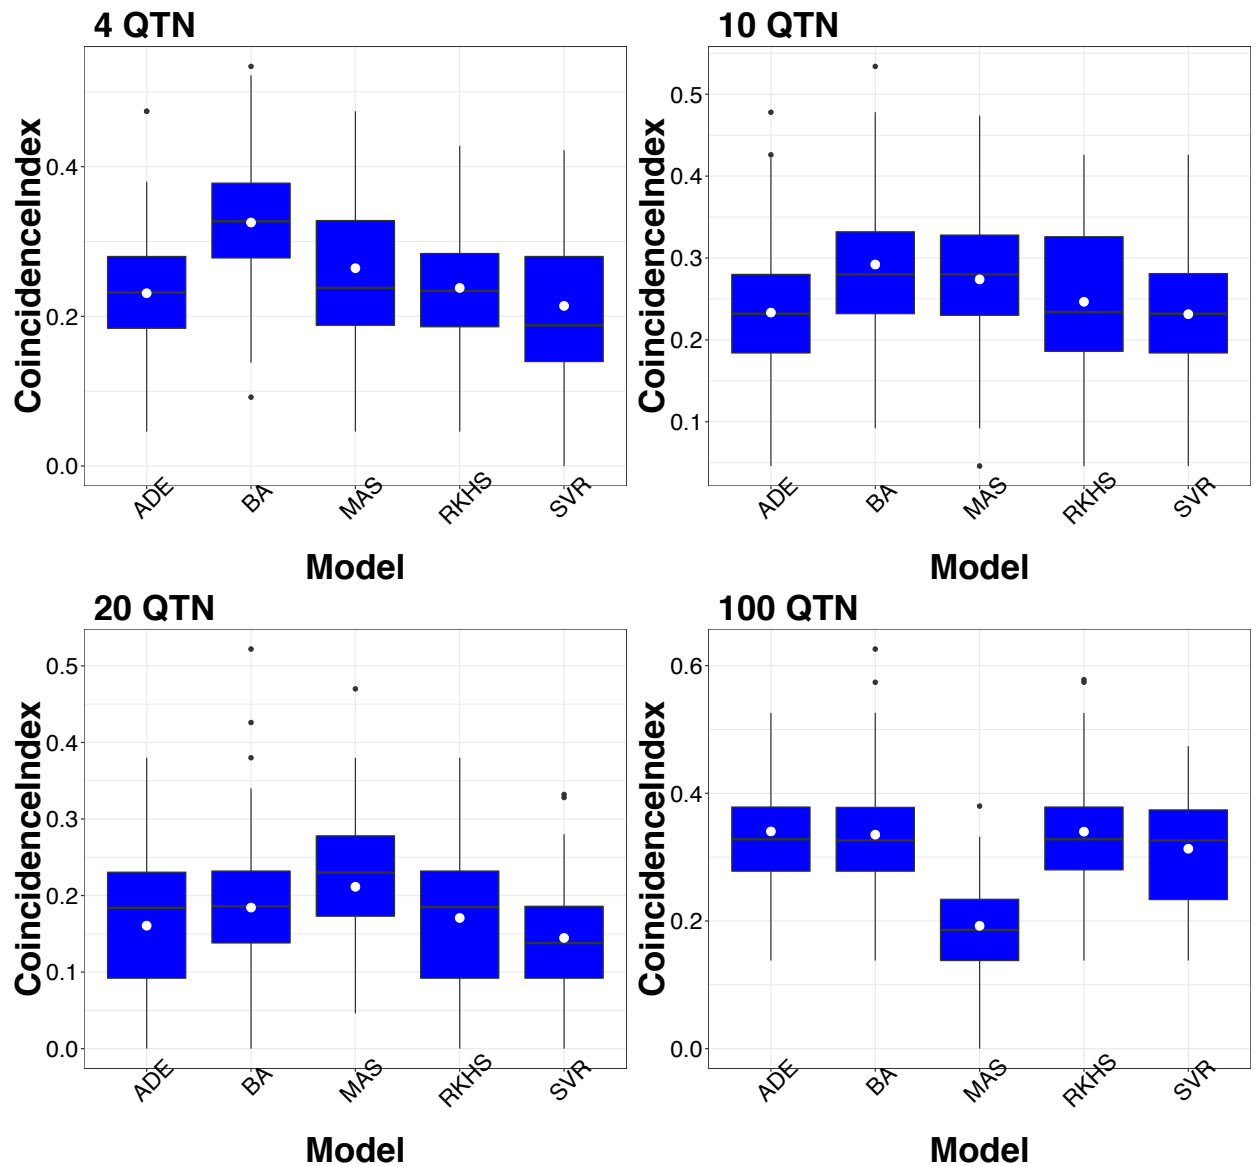 4 QTN
CoincidenceIndex
0.4
0.2
0.0
ADE
BA
MAS
RKHS
SVR
Model
10 QTN
CoincidenceIndex
0.5
0.4
0.3
0.2
0.1
ADE
BA
MAS
RKHS
SVR
Model
20 QTN
CoincidenceIndex
0.5
0.4
0.3
0.2
0.1
0.0
ADE
BA
MAS
RKHS
SVR
Model
100 QTN
CoincidenceIndex
0.6
0.4
0.2
0.0
ADE
BA
MAS
RKHS
SVR
Model